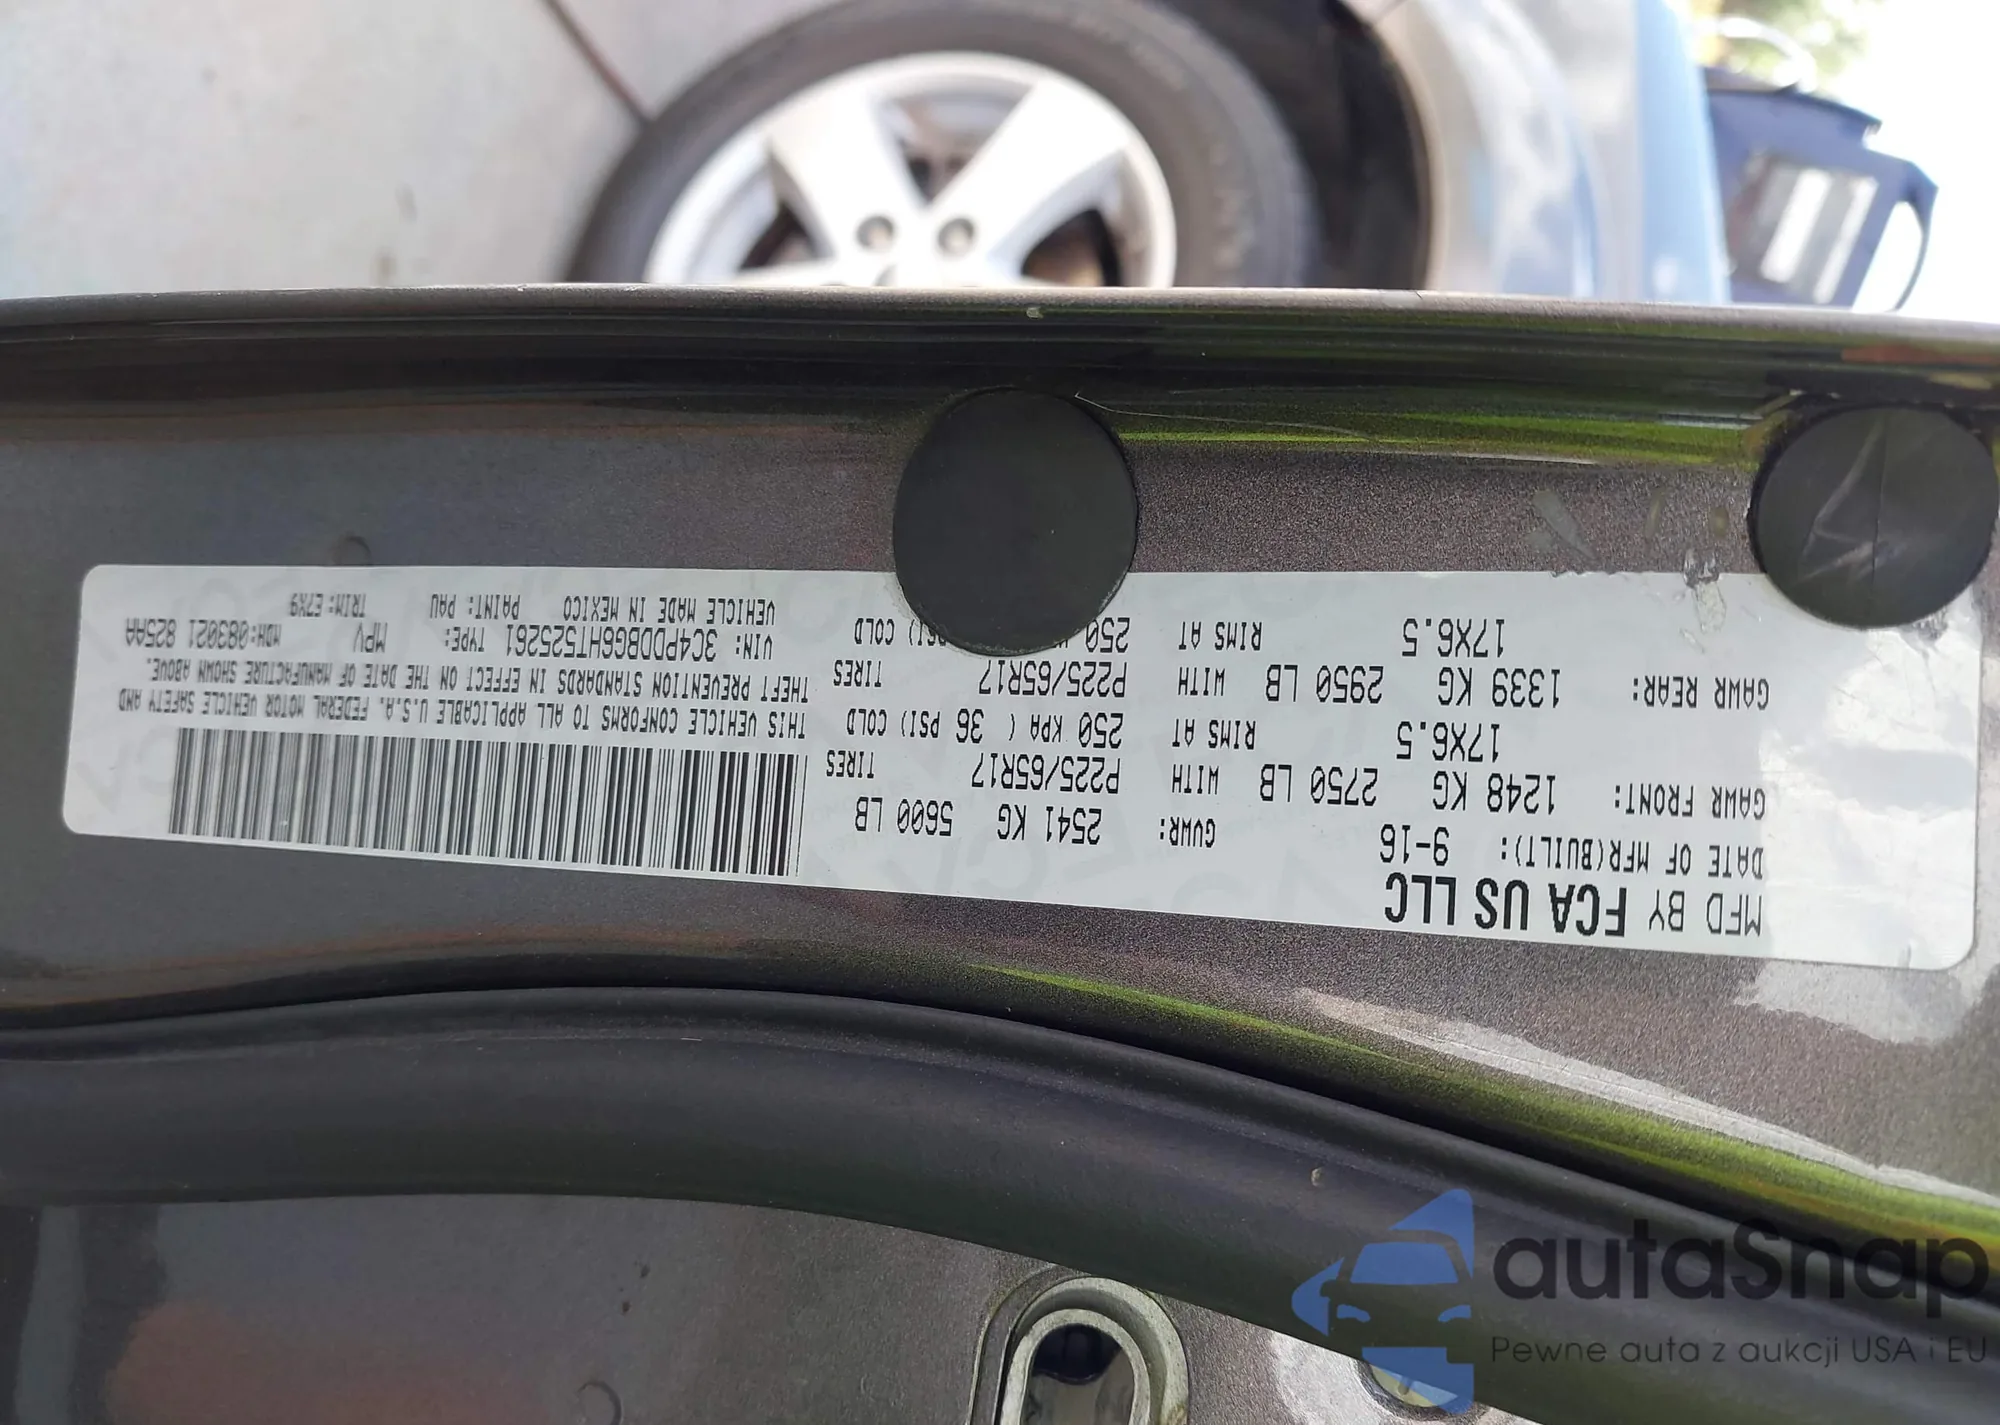 MFD BY FCA US LLC
DATE OF MFR(BUILT): 9-16 GVWR: 2541 KG 5600 LB
GAWR FRONT: 1248 KG 2750 LB WITH P225/65R17 TIRES
17X6.5 RIMS AT 250 KPA ( 36 PSI) COLD
GAWR REAR: 1339 KG 2950 LB WITH P225/65R17 TIRES
17X6.5 RIMS AT 250 COLD
THIS VEHICLE CONFORMS TO ALL APPLICABLE U.S.A. FEDERAL MOTOR VEHICLE SAFETY AND
THEFT PREVENTION STANDARDS IN EFFECT ON THE DATE OF MANUFACTURE SHOWN ABOVE.
VIN: 3C4PDDBG6HT525261 TYPE: MPV MDH:083021 825AA
VEHICLE MADE IN MEXICO PAINT: PAU TRIM: E7X9
autaSnap
Pewne auta z aukcji USA i EU